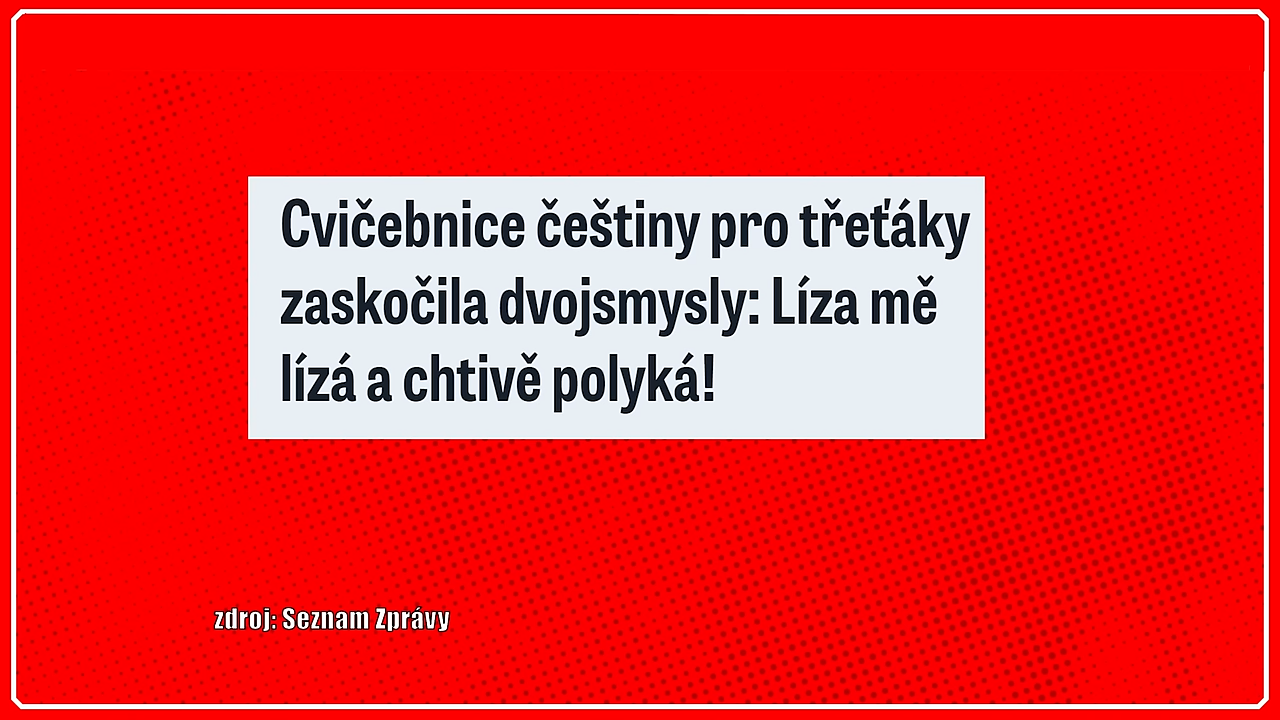 Cvičebnice češtiny pro třeťáky
zaskočila dvojsmysly: Líza mě
lízá a chtivě polyká!
zdroj: Seznam Zprávy